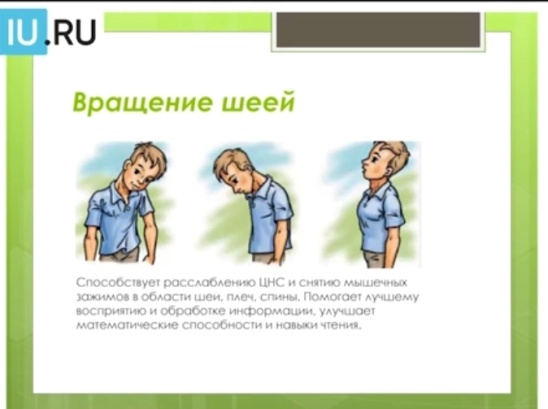 IU.RU
Вращение шеей
Способствует расслаблению ЦНС и снятию мышечных
зажимов в области шеи, плеч, спины. Помогает лучшему
восприятию и обработке информации, улучшает
математические способности и навыки чтения.